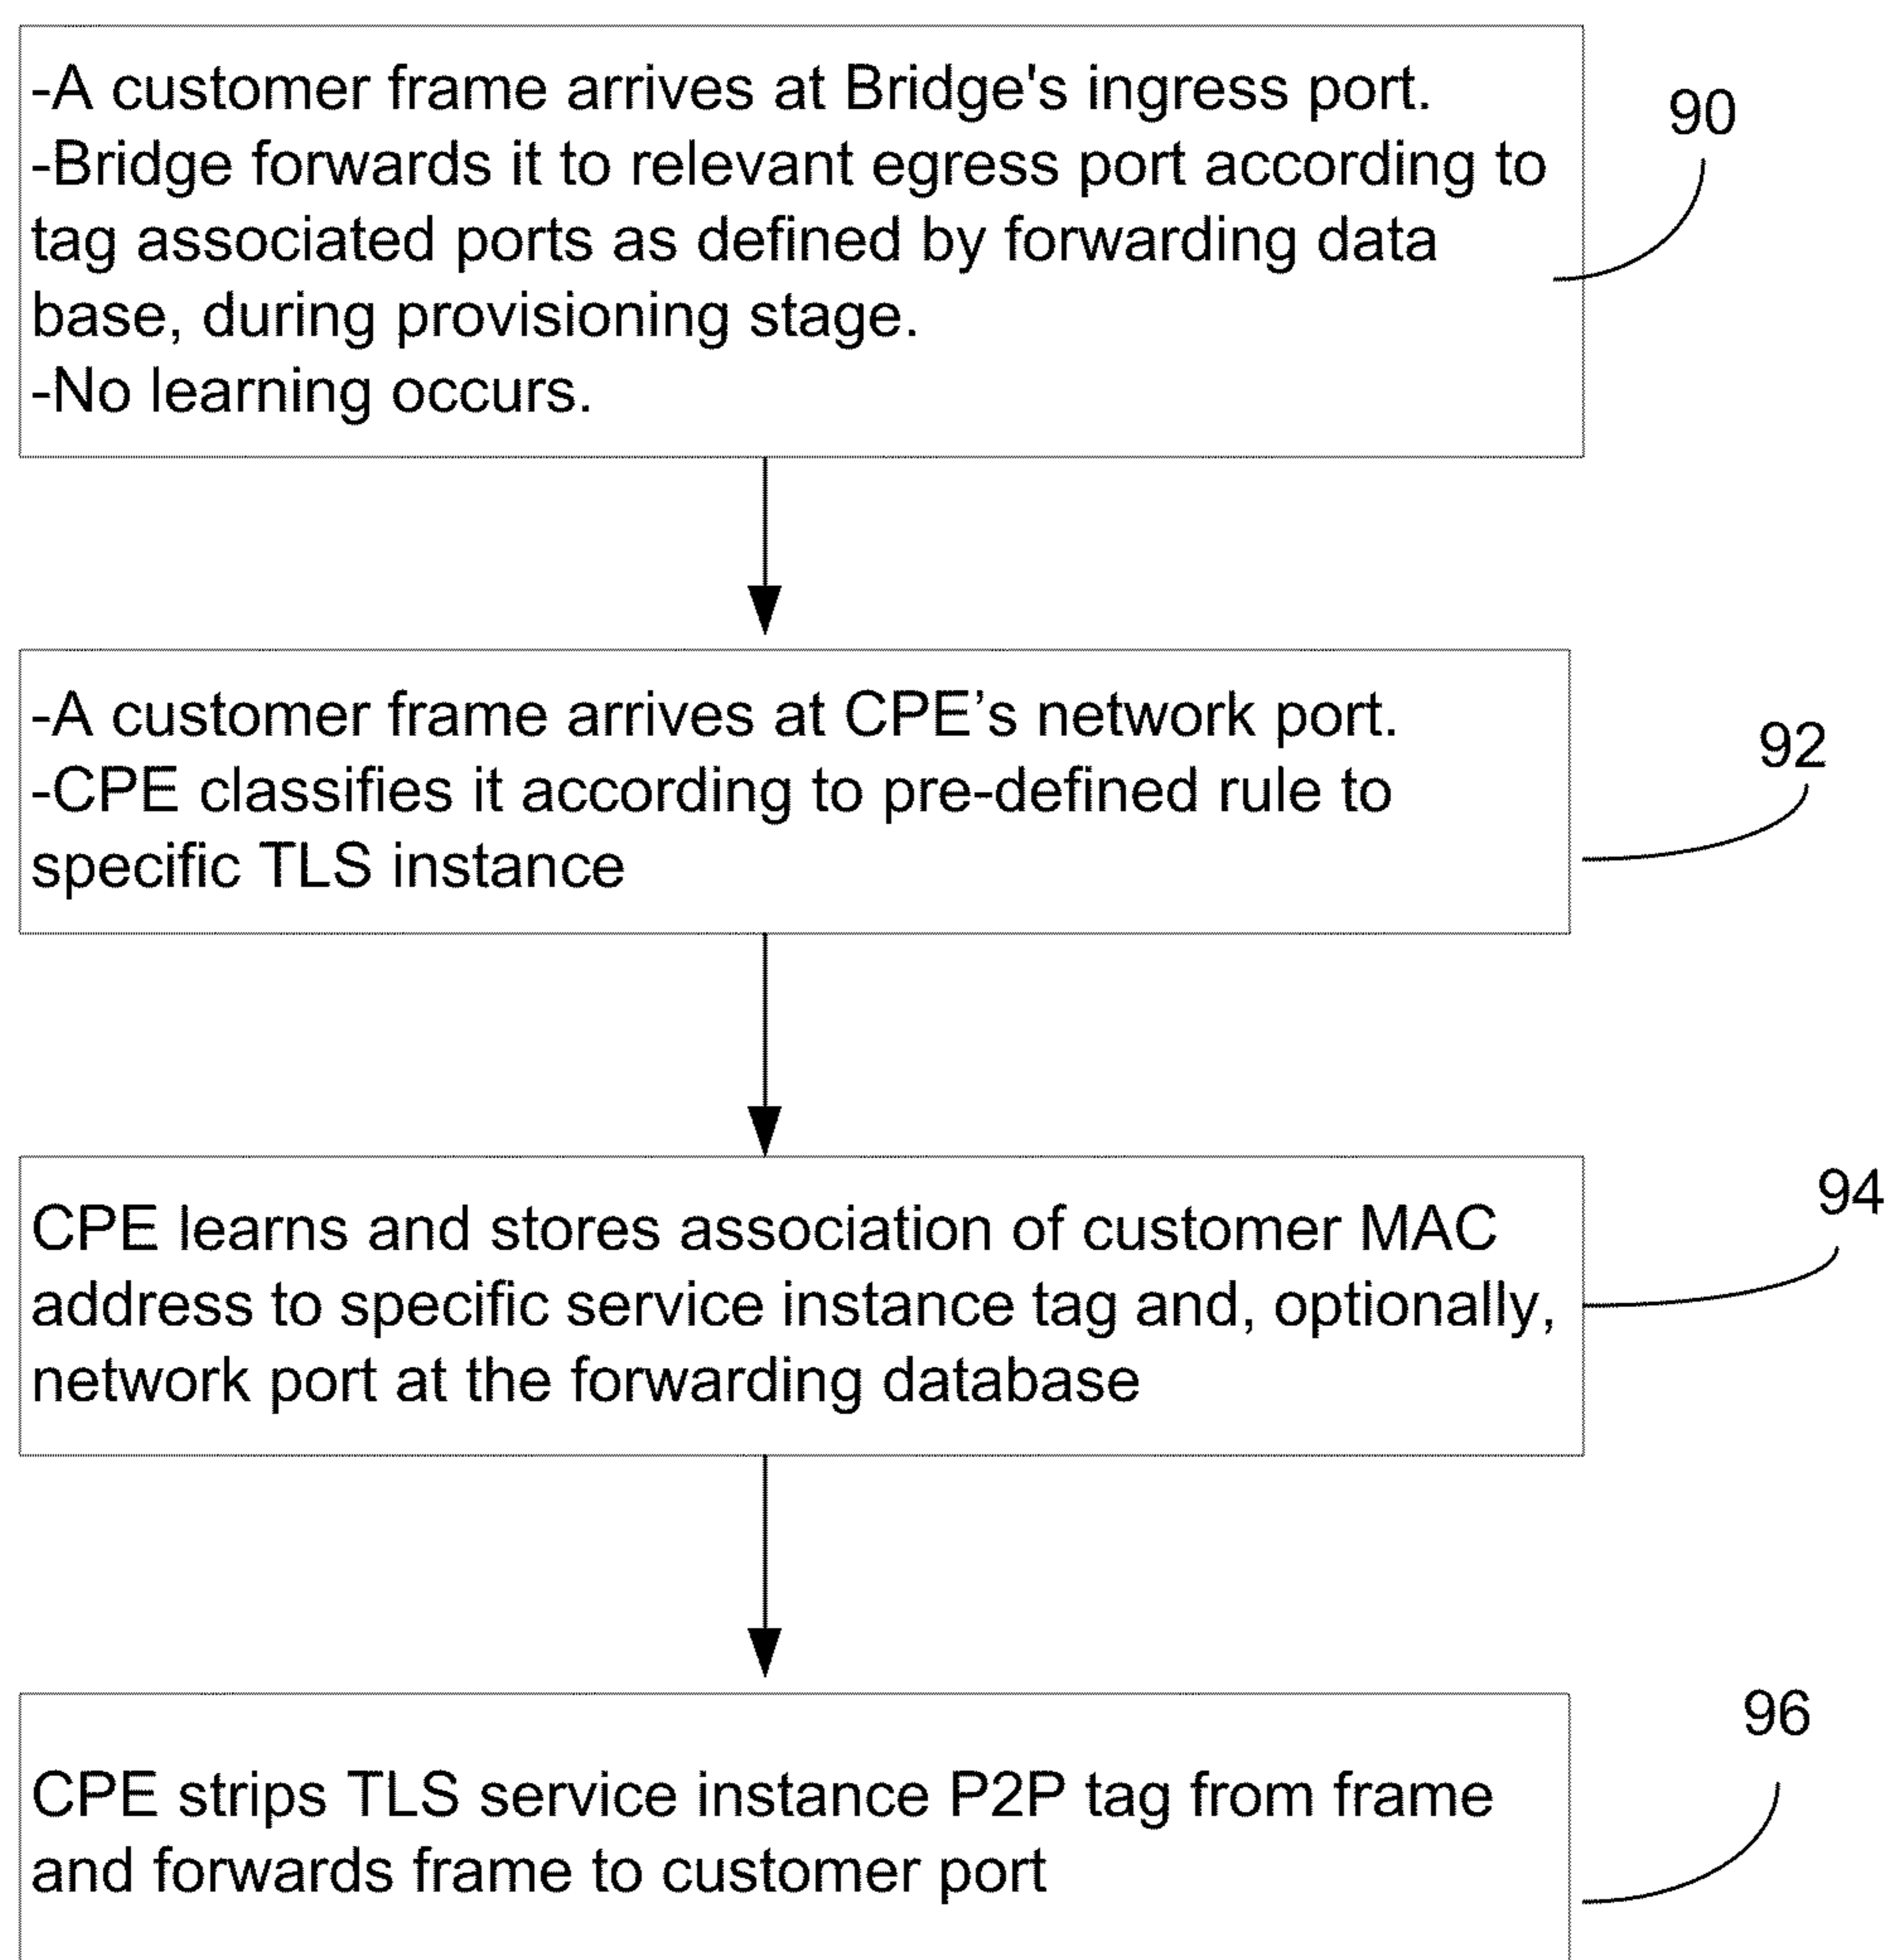 -A customer frame arrives at Bridge's ingress port.
-Bridge forwards it to relevant egress port according to
tag associated ports as defined by forwarding data
base, during provisioning stage.
-No learning occurs.
90
-A customer frame arrives at CPE’s network port.
-CPE classifies it according to pre-defined rule to
specific TLS instance
92
CPE learns and stores association of customer MAC
address to specific service instance tag and, optionally,
network port at the forwarding database
94
CPE strips TLS service instance P2P tag from frame
and forwards frame to customer port
96